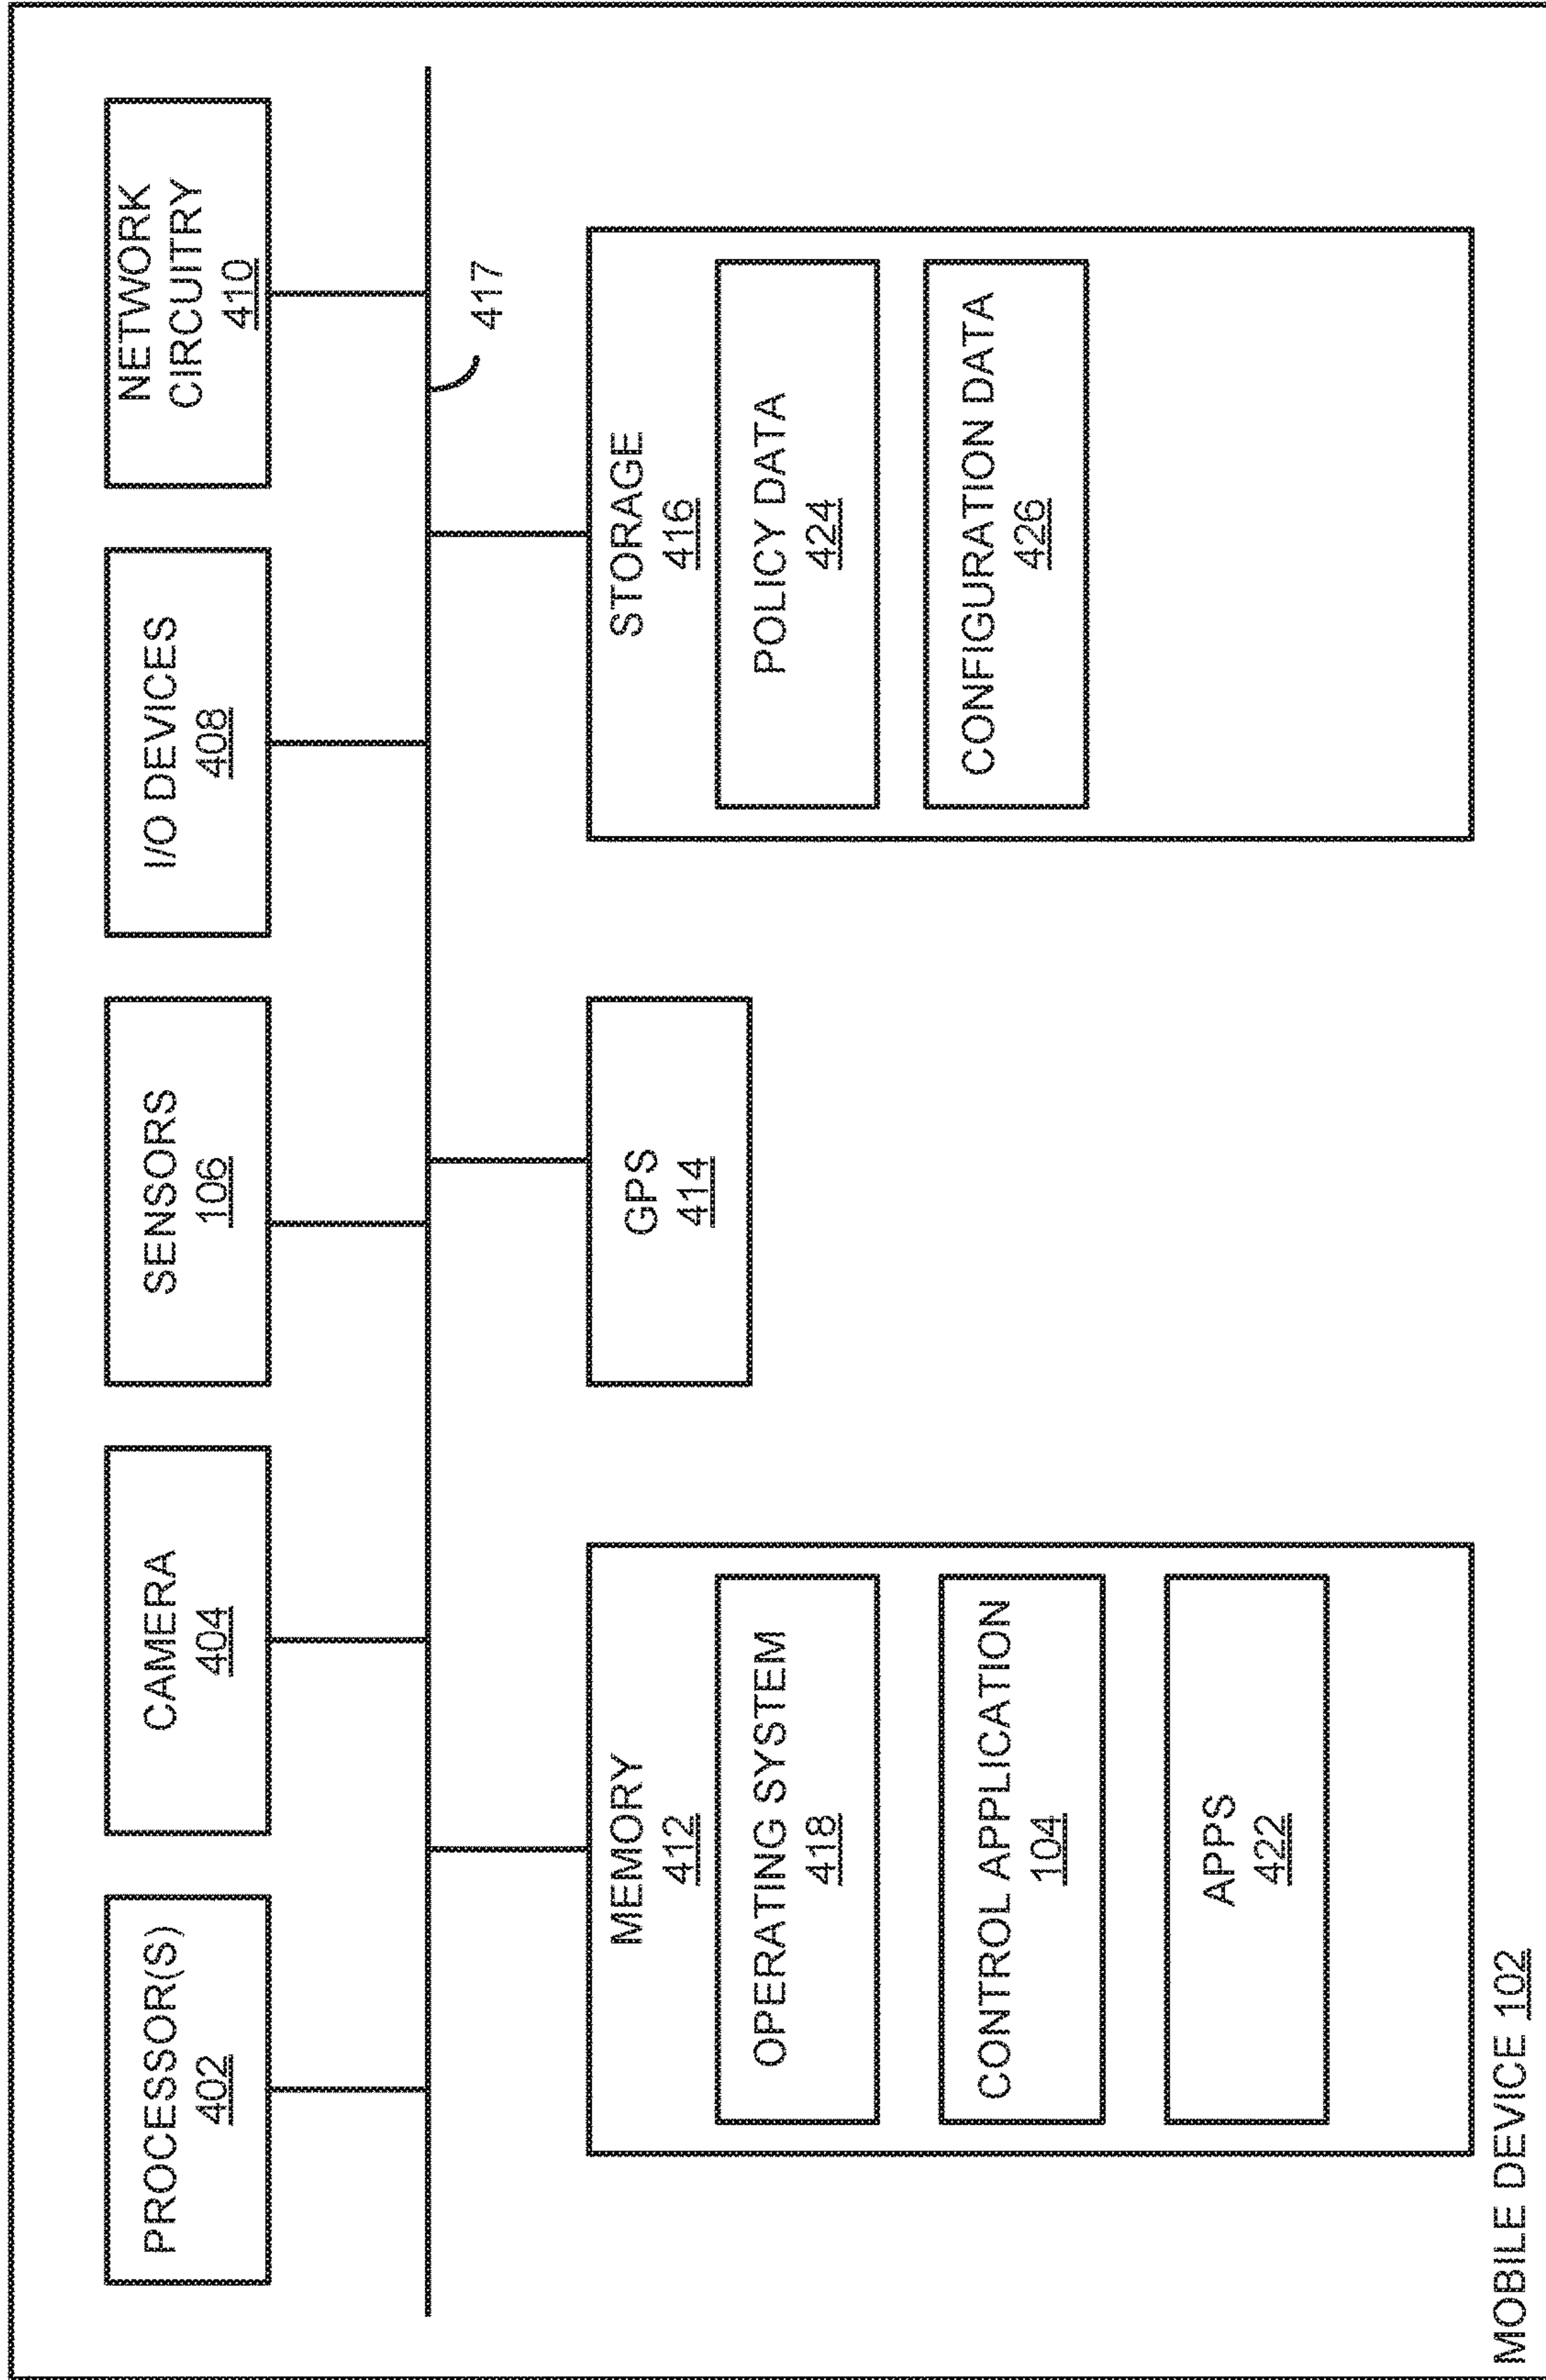 PROCESSOR(S)
402
CAMERA
404
SENSORS
106
I/O DEVICES
408
NETWORK
CIRCUITRY
410
417
MEMORY
412
OPERATING SYSTEM
418
CONTROL APPLICATION
104
APPS
422
GPS
414
STORAGE
416
POLICY DATA
424
CONFIGURATION DATA
426
MOBILE DEVICE 102